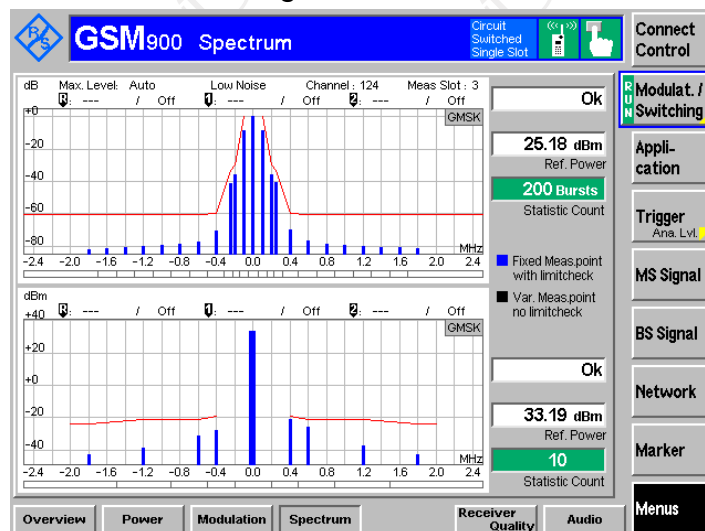 R&S
GSM900 Spectrum
Circuit Switched Single Slot
Connect Control
dB Max. Level: Auto Low Noise Channel : 124 Meas Slot : 3
R: --- / Off 1: --- / Off 2: --- / Off
+0
GMSK
-20
-40
-60
-80
MHz
-2.4 -2.0 -1.6 -1.2 -0.8 -0.4 0.0 0.4 0.8 1.2 1.6 2.0 2.4
Ok
25.18 dBm
Ref. Power
200 Bursts
Statistic Count
Fixed Meas.point
with limitcheck
Var. Meas.point
no limitcheck
dBm
R: --- / Off 1: --- / Off 2: --- / Off
+40
GMSK
+20
+0
-20
-40
MHz
-2.4 -2.0 -1.6 -1.2 -0.8 -0.4 0.0 0.4 0.8 1.2 1.6 2.0 2.4
Ok
33.19 dBm
Ref. Power
10
Statistic Count
RUN
Modulat. /
Switching
Appli-
cation
Trigger
Ana. Lvl.
MS Signal
BS Signal
Network
Marker
Menus
Overview Power Modulation Spectrum Receiver Quality Audio